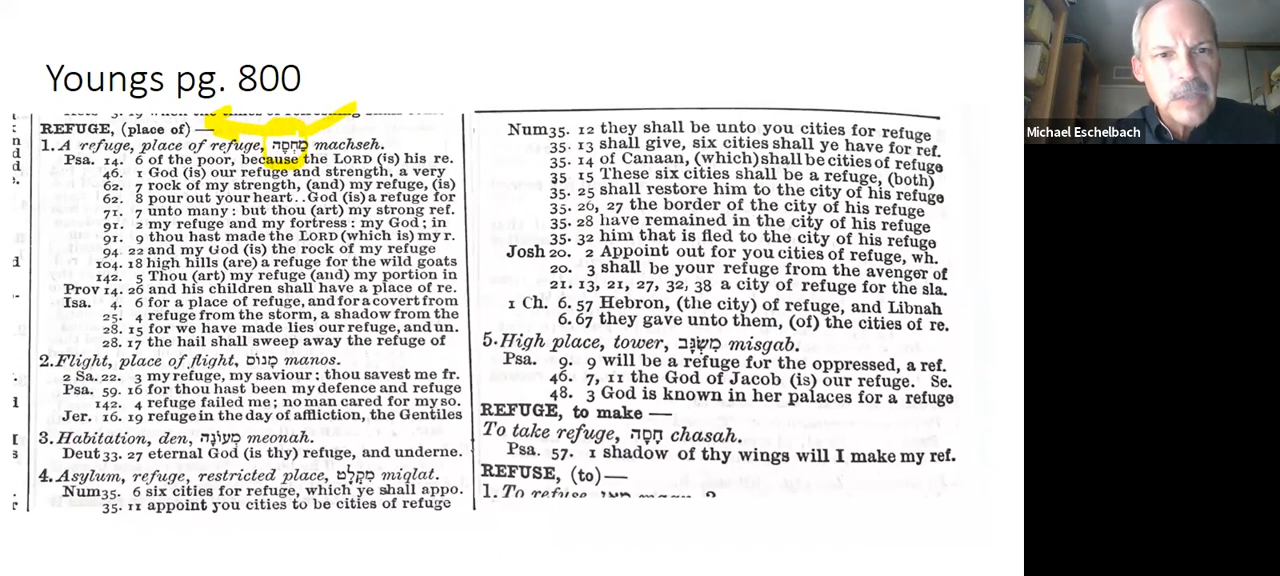 Youngs pg. 800
REFUGE, (place of) —
1. A refuge, place of refuge, מַחְסֶה machseh.
Psa. 14. 6 of the poor, because the LORD (is) his re.
46. 1 God (is) our refuge and strength, a very
62. 7 rock of my strength, (and) my refuge, (is)
62. 8 pour out your heart..God (is) a refuge for
71. 7 unto many: but thou (art) my strong ref.
91. 2 my refuge and my fortress: my God; in
91. 9 thou hast made the LORD (which is) my r.
94. 22 and my God (is) the rock of my refuge
104. 18 high hills (are) a refuge for the wild goats
142. 5 Thou (art) my refuge (and) my portion in
Prov 14. 26 and his children shall have a place of re.
Isa. 4. 6 for a place of refuge, and for a covert from
25. 4 refuge from the storm, a shadow from the
28. 15 for we have made lies our refuge, and un.
28. 17 the hail shall sweep away the refuge of
2. Flight, place of flight, מָנוֹס manos.
2 Sa. 22. 3 my refuge, my saviour; thou savest me fr.
Psa. 59. 16 for thou hast been my defence and refuge
142. 4 refuge failed me; no man cared for my so.
Jer. 16. 19 refuge in the day of affliction, the Gentiles
3. Habitation, den, מְעוֹנָה meonah.
Deut 33. 27 eternal God (is thy) refuge, and underne.
4. Asylum, refuge, restricted place, מִקְלָט miqlat.
Num 35. 6 six cities for refuge, which ye shall appo.
35. 11 appoint you cities to be cities of refuge
Num 35. 12 they shall be unto you cities for refuge
35. 13 shall give, six cities shall ye have for ref.
35. 14 of Canaan, (which) shall be cities of refuge
35 15 These six cities shall be a refuge, (both)
35. 25 shall restore him to the city of his refuge
35. 26, 27 the border of the city of his refuge
35. 28 have remained in the city of his refuge
35. 32 him that is fled to the city of his refuge
Josh 20. 2 Appoint out for you cities of refuge, wh.
20. 3 shall be your refuge from the avenger of
21. 13, 21, 27, 32, 38 a city of refuge for the sla.
1 Ch. 6. 57 Hebron, (the city) of refuge, and Libnah
6. 67 they gave unto them, (of) the cities of re.
5. High place, tower, מִשְׂגָּב misgab.
Psa. 9. 9 will be a refuge for the oppressed, a ref.
46. 7, 11 the God of Jacob (is) our refuge. Se.
48. 3 God is known in her palaces for a refuge
REFUGE, to make —
To take refuge, חָסָה chasah.
Psa. 57. 1 shadow of thy wings will I make my ref.
REFUSE, (to) —
1. To refuse
Michael Eschelbach